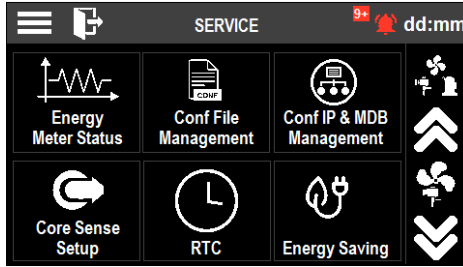 SERVICE
9+
dd:mm
Energy
Meter Status
CONF
Conf File
Management
Conf IP & MDB
Management
Core Sense
Setup
RTC
Energy Saving